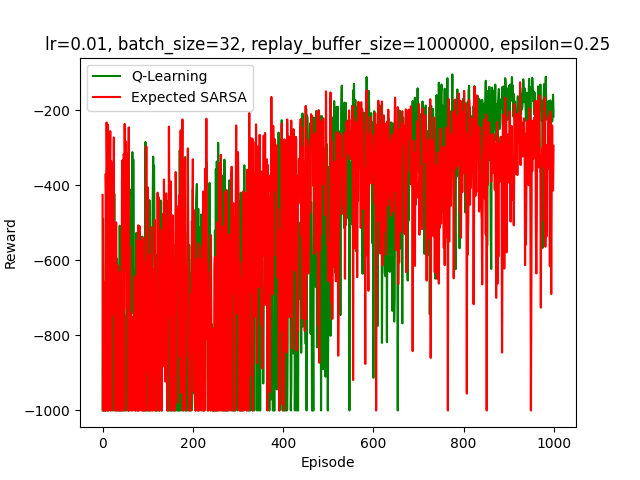 lr=0.01, batch_size=32, replay_buffer_size=1000000, epsilon=0.25
Q-Learning
Expected SARSA
−200
−400
−600
−800
−1000
Reward
0 200 400 600 800 1000
Episode